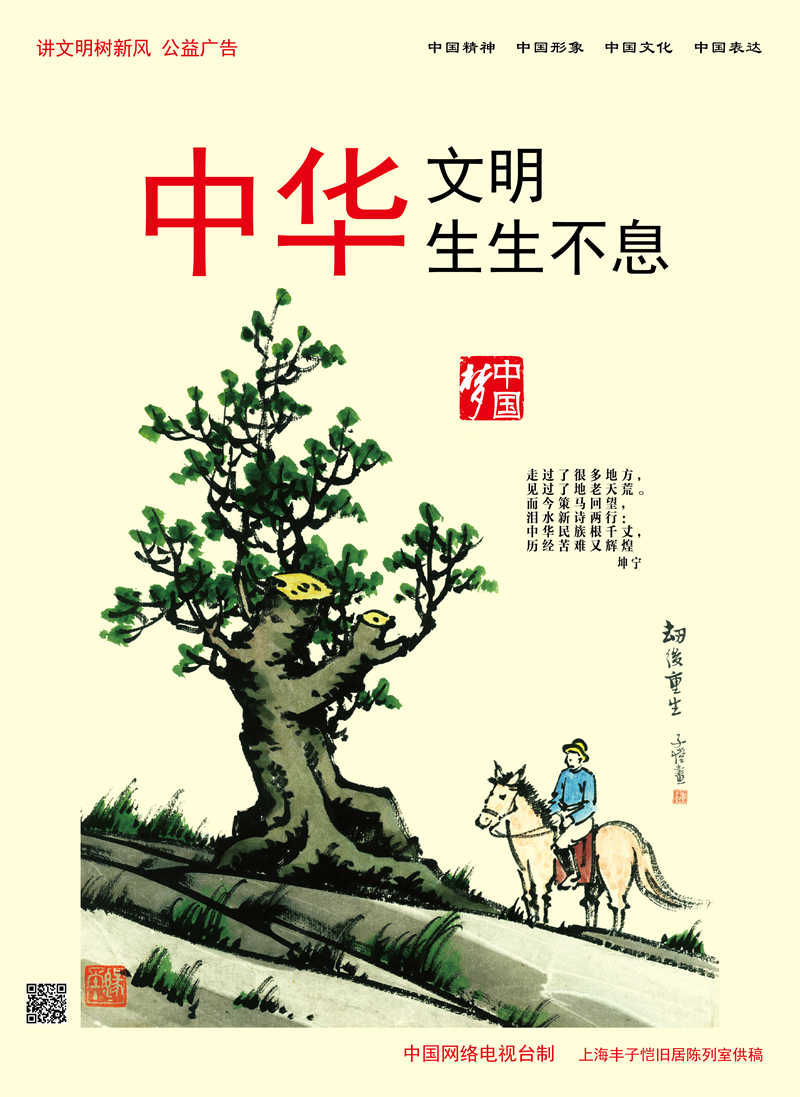 讲文明树新风 公益广告
中国精神 中国形象 中国文化 中国表达
中华
文明
生生不息
中国
梦
走过了很多地方，
见过了地老天荒。
而今策马回望，
泪水新诗两行：
中华民族根千丈，
历经苦难又辉煌
坤宁
劫後重生
子愷畫
中国网络电视台制
上海丰子恺旧居陈列室供稿